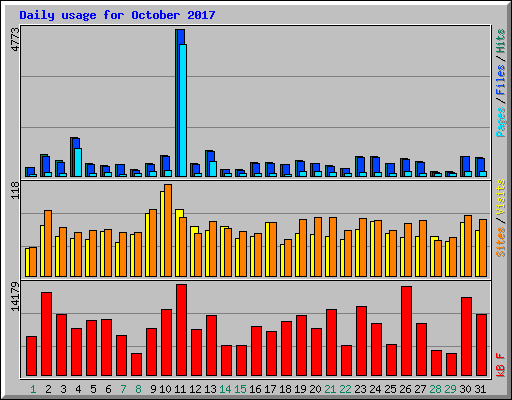 Daily usage for October 2017
4773
118
14179
Pages / Files / Hits
Sites / Visits
kB F
1 2 3 4 5 6 7 8 9 10 11 12 13 14 15 16 17 18 19 20 21 22 23 24 25 26 27 28 29 30 31